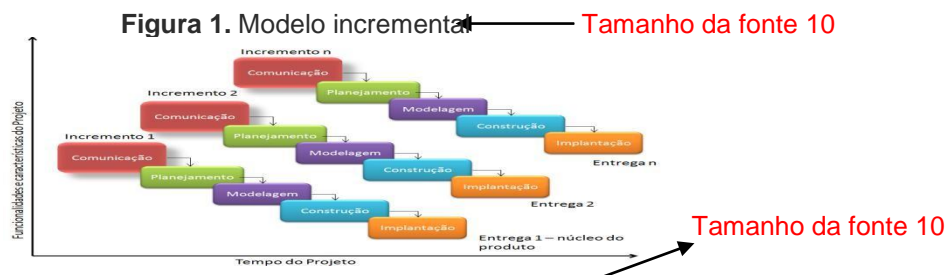 Figura 1. Modelo incremental
Tamanho da fonte 10
Incremento n
Comunicação
Planejamento
Modelagem
Construção
Implantação
Entrega n
Incremento 2
Comunicação
Planejamento
Modelagem
Construção
Implantação
Entrega 2
Incremento 1
Comunicação
Planejamento
Modelagem
Construção
Implantação
Entrega 1 – núcleo do
produto
Funcionalidades e características do Projeto
Tempo do Projeto
Tamanho da fonte 10